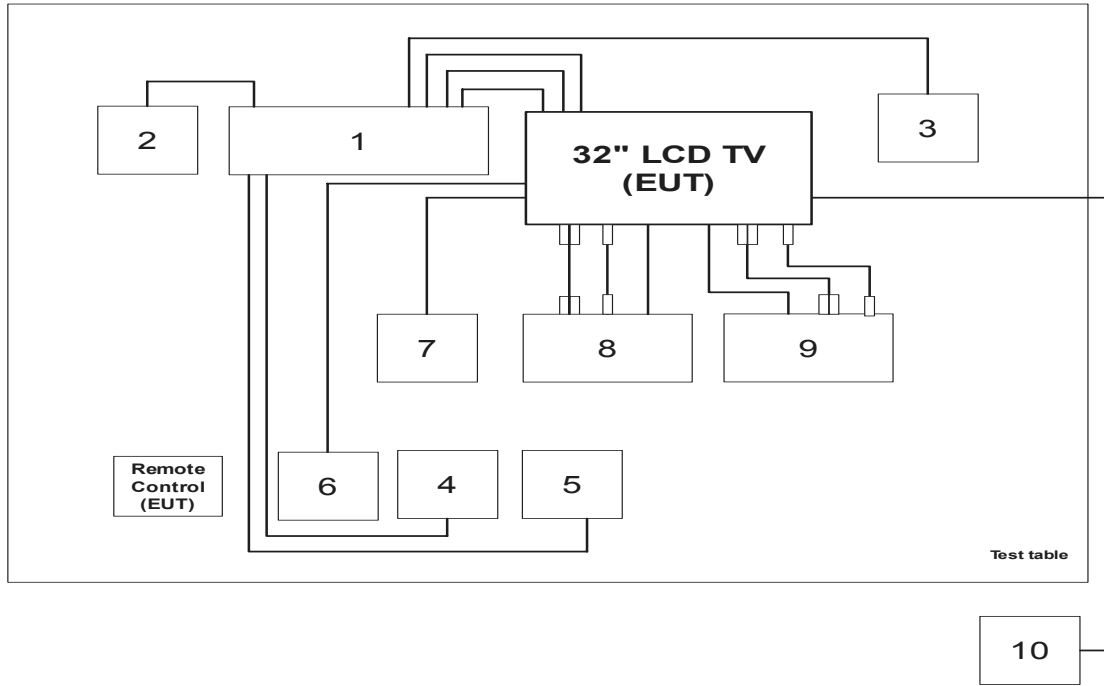 2
1
3
32" LCD TV
(EUT)
7
8
9
Remote
Control
(EUT)
6
4
5
Test table
10